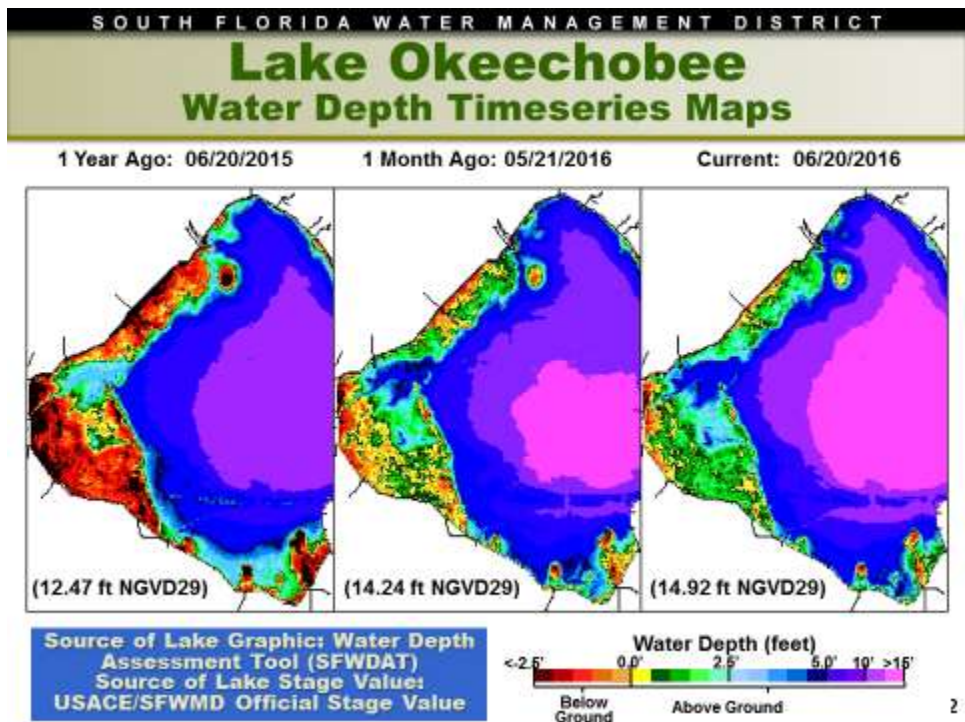 SOUTH FLORIDA WATER MANAGEMENT DISTRICT
Lake Okeechobee
Water Depth Timeseries Maps
1 Year Ago: 06/20/2015
1 Month Ago: 05/21/2016
Current: 06/20/2016
(12.47 ft NGVD29)
(14.24 ft NGVD29)
(14.92 ft NGVD29)
Source of Lake Graphic: Water Depth
Assessment Tool (SFWDAT)
Source of Lake Stage Value:
USACE/SFWMD Official Stage Value
Water Depth (feet)
<-2.5' 0.0' 2.5' 5.0' 10' >15'
Below
Ground
Above Ground
2